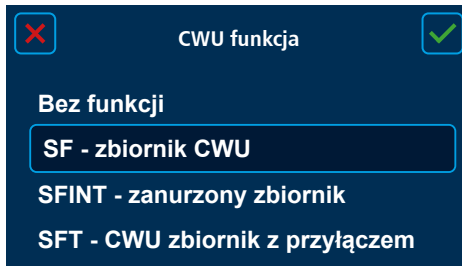 CWU funkcja
Bez funkcji
SF - zbiornik CWU
SFINT - zanurzony zbiornik
SFT - CWU zbiornik z przyłączem